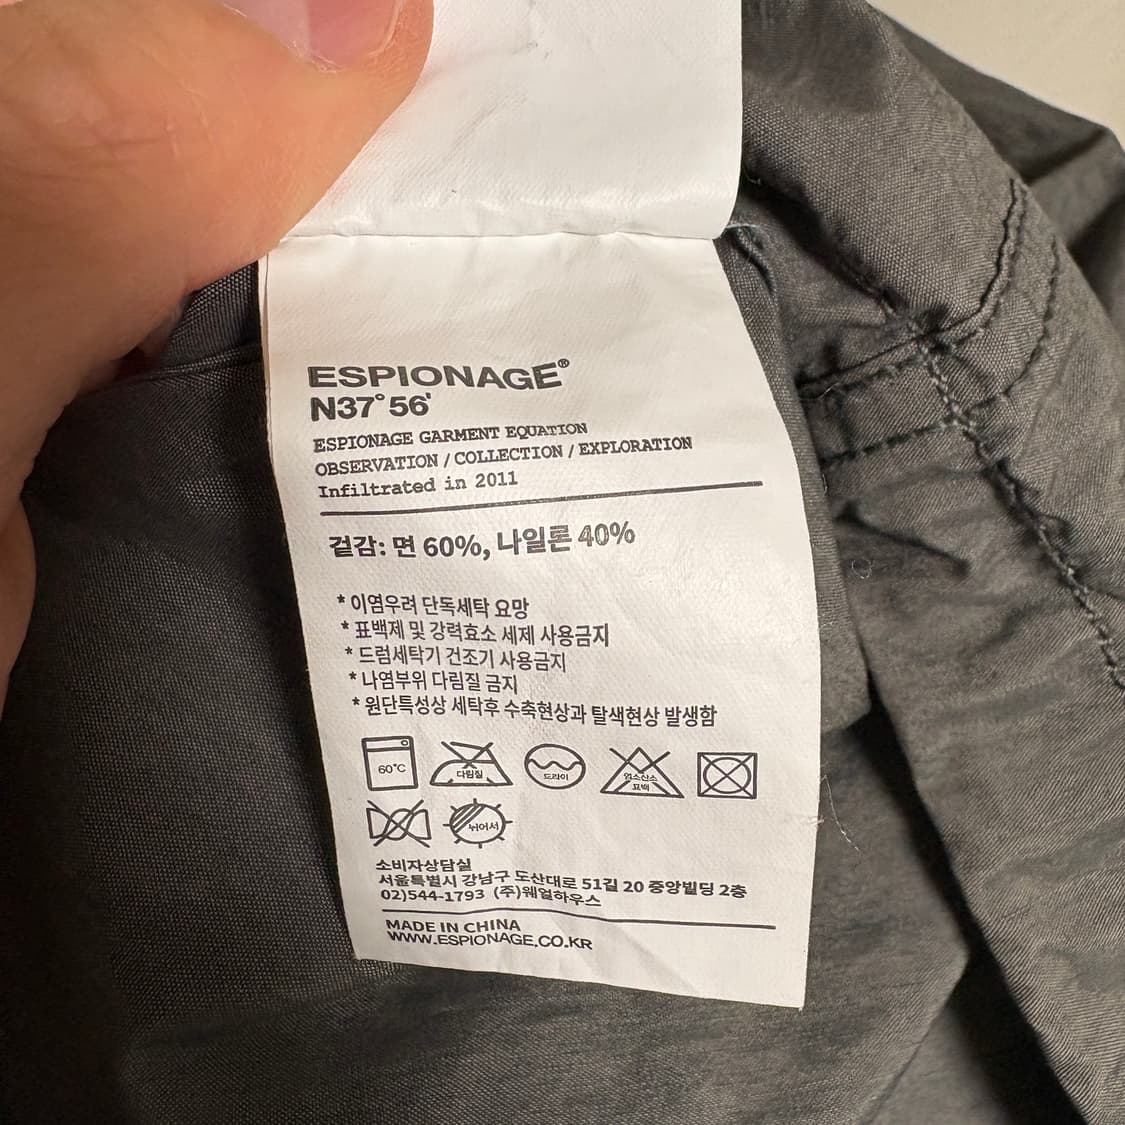 ESPIONAGE®
N37°56'
ESPIONAGE GARMENT EQUATION
OBSERVATION / COLLECTION / EXPLORATION
Infiltrated in 2011
겉감: 면 60%, 나일론 40%
* 이염우려 단독세탁 요망
* 표백제 및 강력효소 세제 사용금지
* 드럼세탁기 건조기 사용금지
* 나염부위 다림질 금지
* 원단특성상 세탁후 수축현상과 탈색현상 발생함
60°C 다림질 드라이 염소산소 표백
뉘어서
소비자상담실
서울특별시 강남구 도산대로 51길 20 중앙빌딩 2층
02)544-1793 (주)웨얼하우스
MADE IN CHINA
WWW.ESPIONAGE.CO.KR